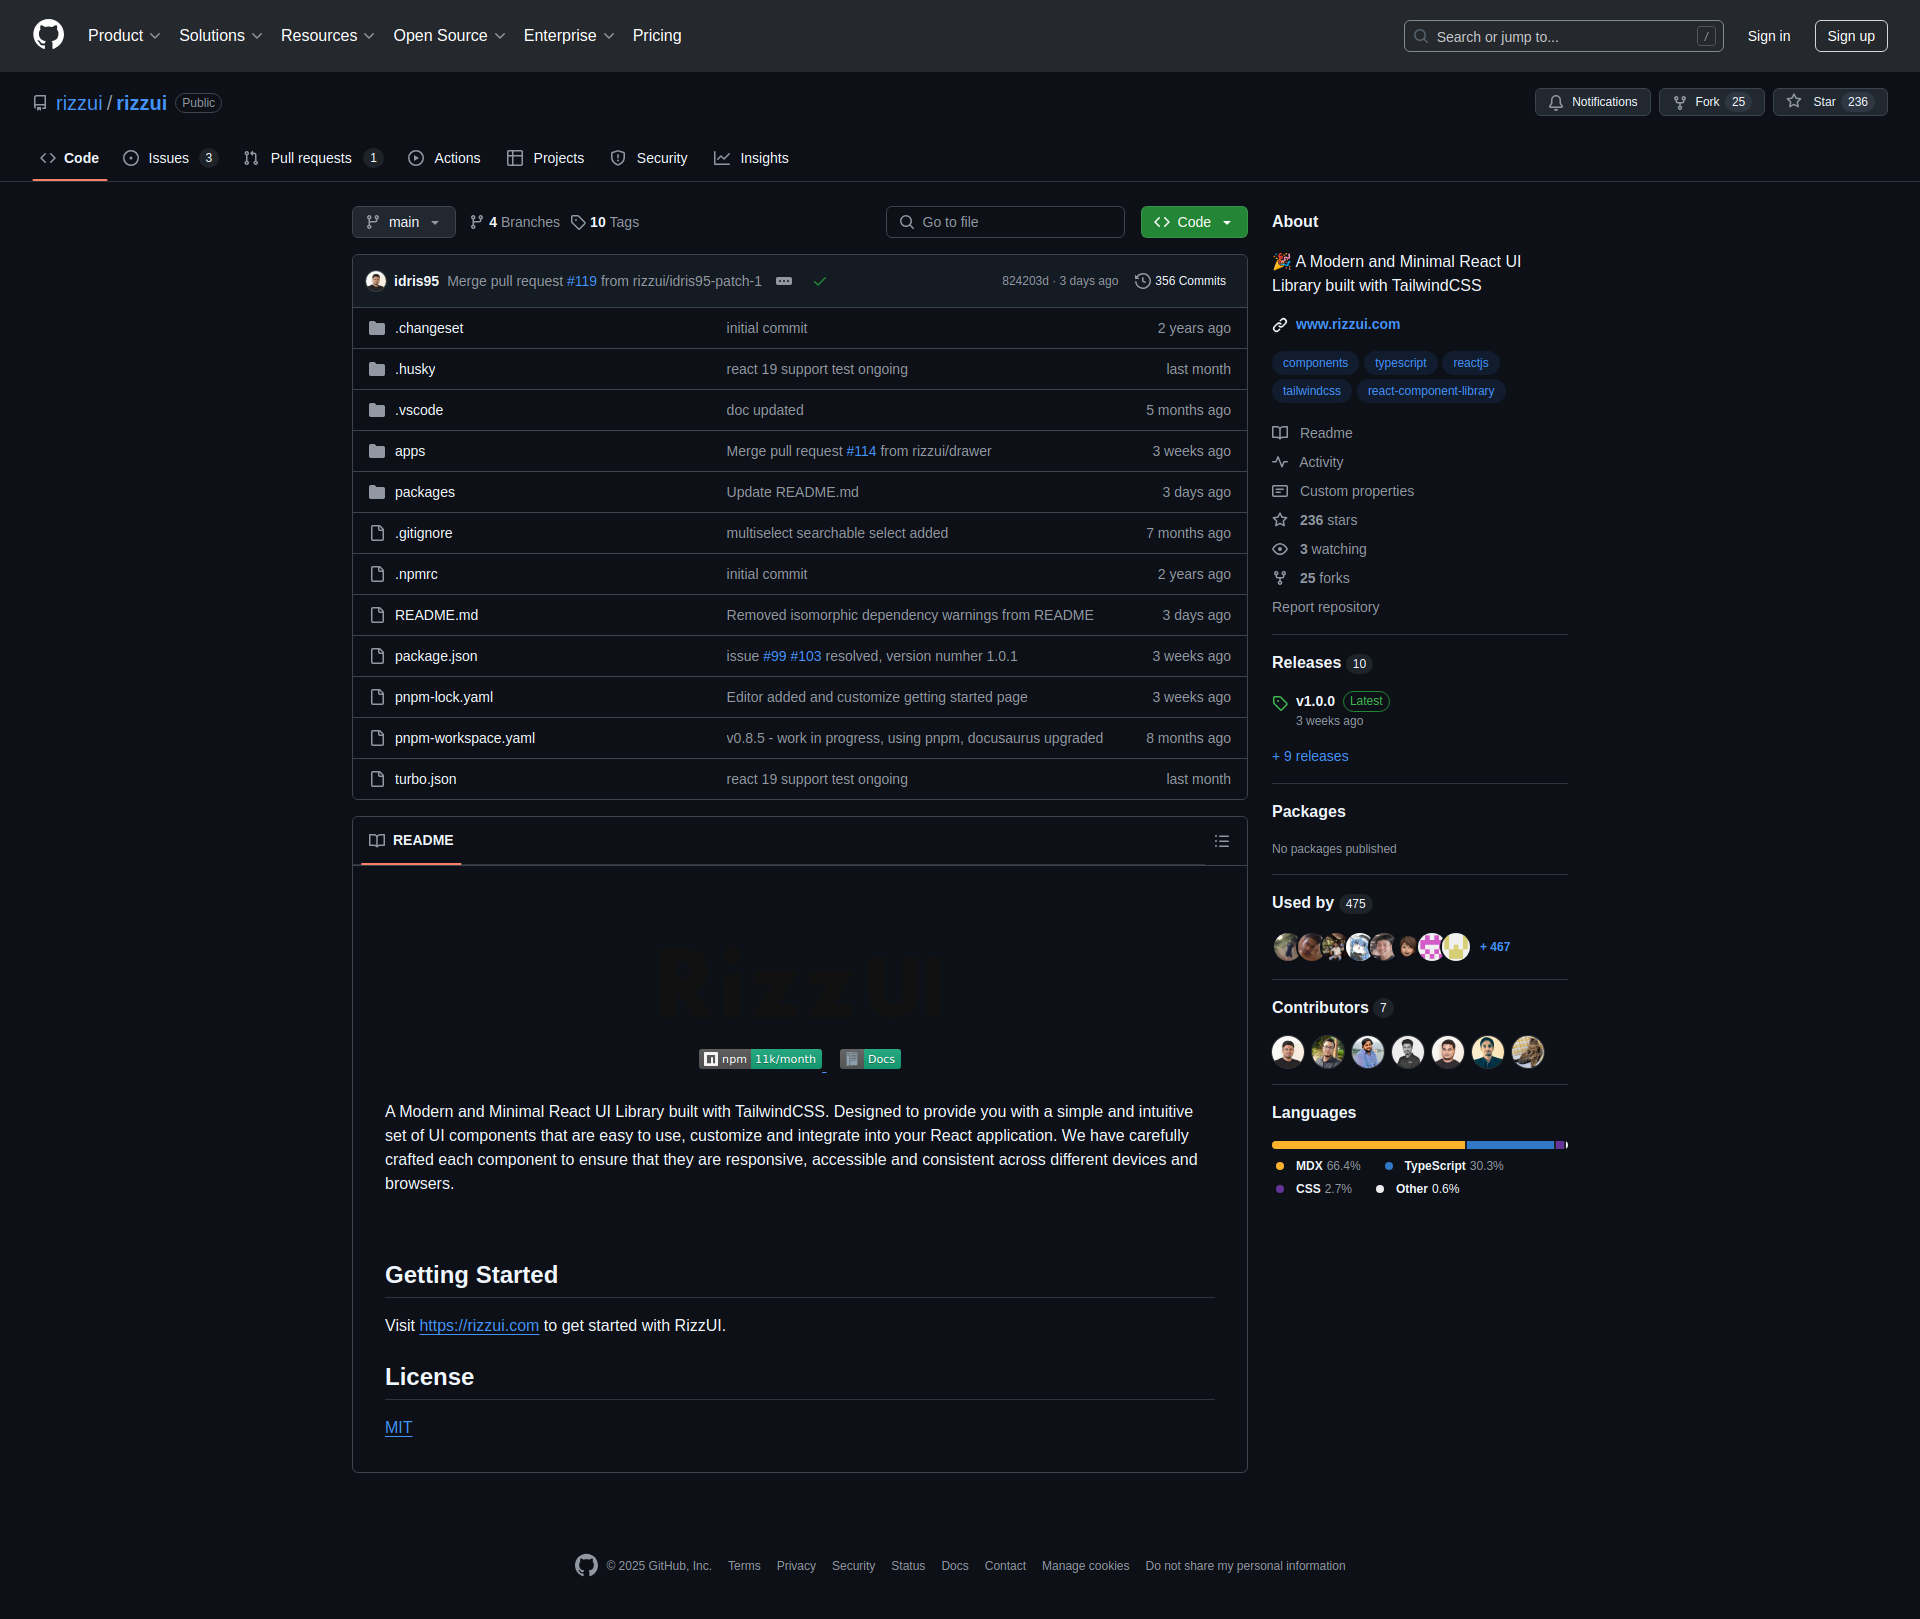 Product Solutions Resources Open Source Enterprise Pricing Search or jump to... / Sign in Sign up
rizzui / rizzui Public Notifications Fork 25 Star 236
Code Issues 3 Pull requests 1 Actions Projects Security Insights
main 4 Branches 10 Tags Go to file Code
idris95 Merge pull request #119 from rizzui/idris95-patch-1 824203d · 3 days ago 356 Commits
.changeset initial commit 2 years ago
.husky react 19 support test ongoing last month
.vscode doc updated 5 months ago
apps Merge pull request #114 from rizzui/drawer 3 weeks ago
packages Update README.md 3 days ago
.gitignore multiselect searchable select added 7 months ago
.npmrc initial commit 2 years ago
README.md Removed isomorphic dependency warnings from README 3 days ago
package.json issue #99 #103 resolved, version numher 1.0.1 3 weeks ago
pnpm-lock.yaml Editor added and customize getting started page 3 weeks ago
pnpm-workspace.yaml v0.8.5 - work in progress, using pnpm, docusaurus upgraded 8 months ago
turbo.json react 19 support test ongoing last month
README
RizzUI
npm 11k/month Docs
A Modern and Minimal React UI Library built with TailwindCSS. Designed to provide you with a simple and intuitive
set of UI components that are easy to use, customize and integrate into your React application. We have carefully
crafted each component to ensure that they are responsive, accessible and consistent across different devices and
browsers.
Getting Started
Visit https://rizzui.com to get started with RizzUI.
License
MIT
About
🎉 A Modern and Minimal React UI
Library built with TailwindCSS
www.rizzui.com
components typescript reactjs
tailwindcss react-component-library
Readme
Activity
Custom properties
236 stars
3 watching
25 forks
Report repository
Releases 10
v1.0.0 Latest
3 weeks ago
+ 9 releases
Packages
No packages published
Used by 475
+ 467
Contributors 7
Languages
MDX 66.4% TypeScript 30.3%
CSS 2.7% Other 0.6%
© 2025 GitHub, Inc. Terms Privacy Security Status Docs Contact Manage cookies Do not share my personal information